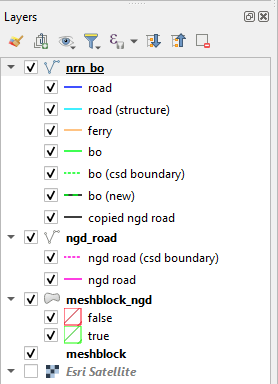 Layers
nrn_bo
road
road (structure)
ferry
bo
bo (csd boundary)
bo (new)
copied ngd road
ngd_road
ngd road (csd boundary)
ngd road
meshblock_ngd
false
true
meshblock
Esri Satellite